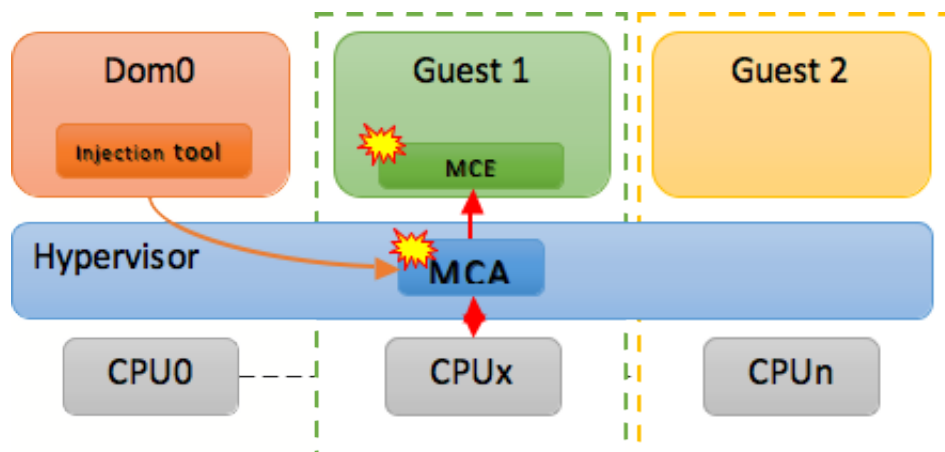 Dom0
Guest 1
Guest 2
Injection tool
MCE
Hypervisor
MCA
CPU0
CPUx
CPUn